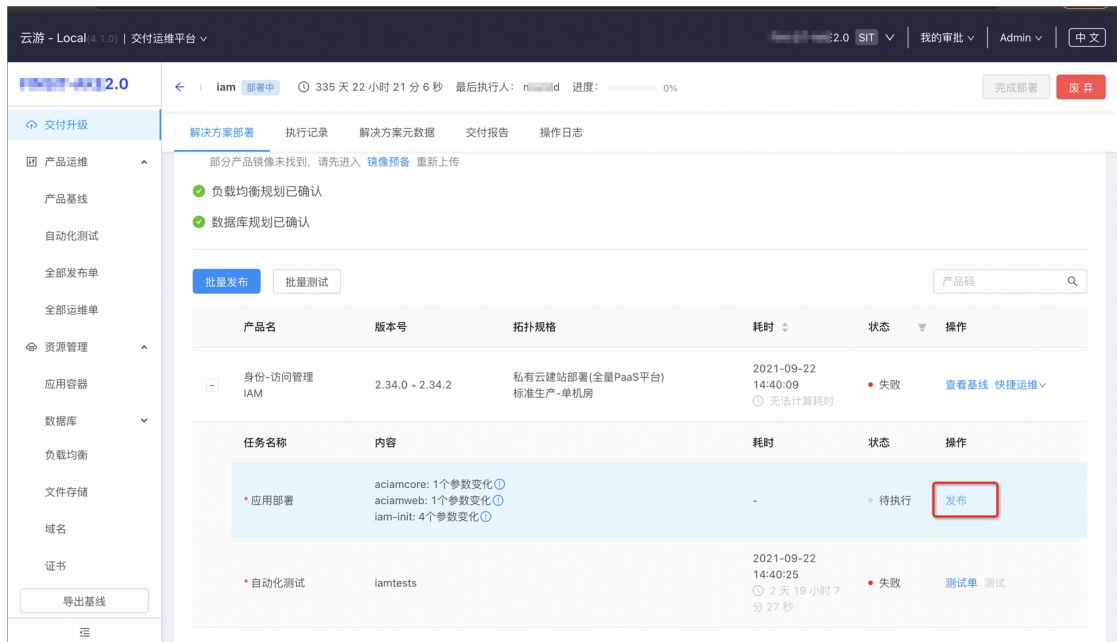 云游 - Local(4.1.0) | 交付运维平台
2.0 SIT
我的审批
Admin
中文
2.0
iam 部署中 335 天 22 小时 21 分 6 秒 最后执行人: 进度: 0%
完成部署
废弃
交付升级
产品运维
产品基线
自动化测试
全部发布单
全部运维单
资源管理
应用容器
数据库
负载均衡
文件存储
域名
证书
导出基线
解决方案部署 执行记录 解决方案元数据 交付报告 操作日志
部分产品镜像未找到，请先进入 镜像预备 重新上传
负载均衡规划已确认
数据库规划已确认
批量发布 批量测试
产品码
产品名 版本号 拓扑规格 耗时 状态 操作
身份-访问管理
IAM
2.34.0 → 2.34.2
私有云建站部署(全量PaaS平台)
标准生产-单机房
2021-09-22
14:40:09
无法计算耗时
失败
查看基线 快捷运维
任务名称 内容 耗时 状态 操作
* 应用部署
aciamcore: 1个参数变化
aciamweb: 1个参数变化
iam-init: 4个参数变化
-
待执行
发布
* 自动化测试
iamtests
2021-09-22
14:40:25
2 天 19 小时 7
分 27 秒
失败
测试单 测试